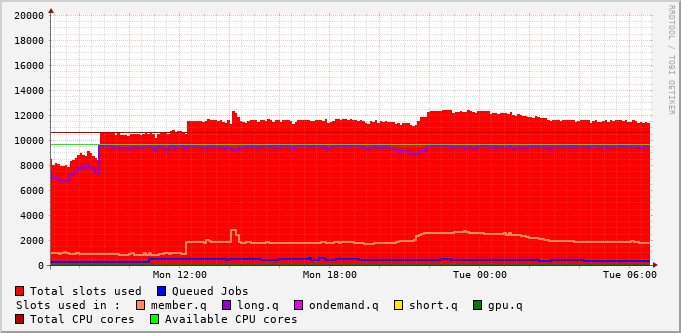 RRDTOOL / TOBI OETIKER
20000
18000
16000
14000
12000
10000
8000
6000
4000
2000
0
Mon 12:00 Mon 18:00 Tue 00:00 Tue 06:00
Total slots used Queued Jobs
Slots used in : member.q long.q ondemand.q short.q gpu.q
Total CPU cores Available CPU cores